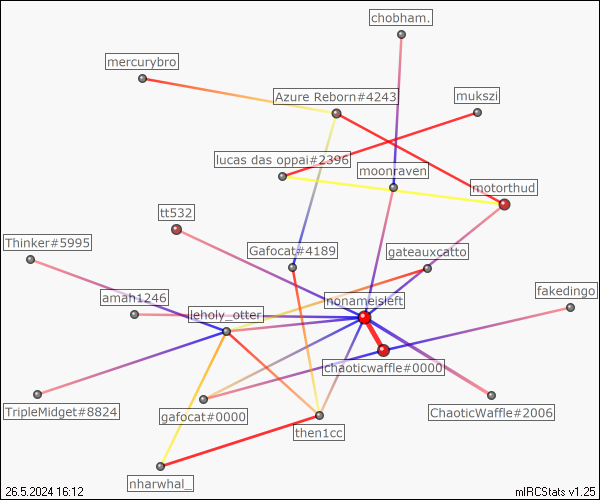 chobham.
mercurybro
Azure Reborn#4243
mukszi
lucas das oppai#2396
moonraven
motorthud
tt532
Thinker#5995
Gafocat#4189
gateauxcatto
amah1246
honameisleft
fakedingo
leholy_otter
chaoticwaffle#0000
TripleMidget#8824
gafocat#0000
ChaoticWaffle#2006
then1cc
nharwhal_
26.5.2024 16:12
mIRCStats v1.25